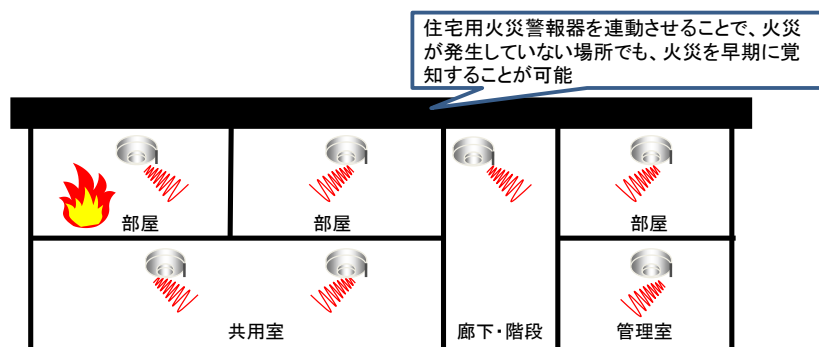 住宅用火災警報器を連動させることで、火災
が発生していない場所でも、火災を早期に覚
知することが可能
部屋
部屋
部屋
共用室
廊下・階段
管理室